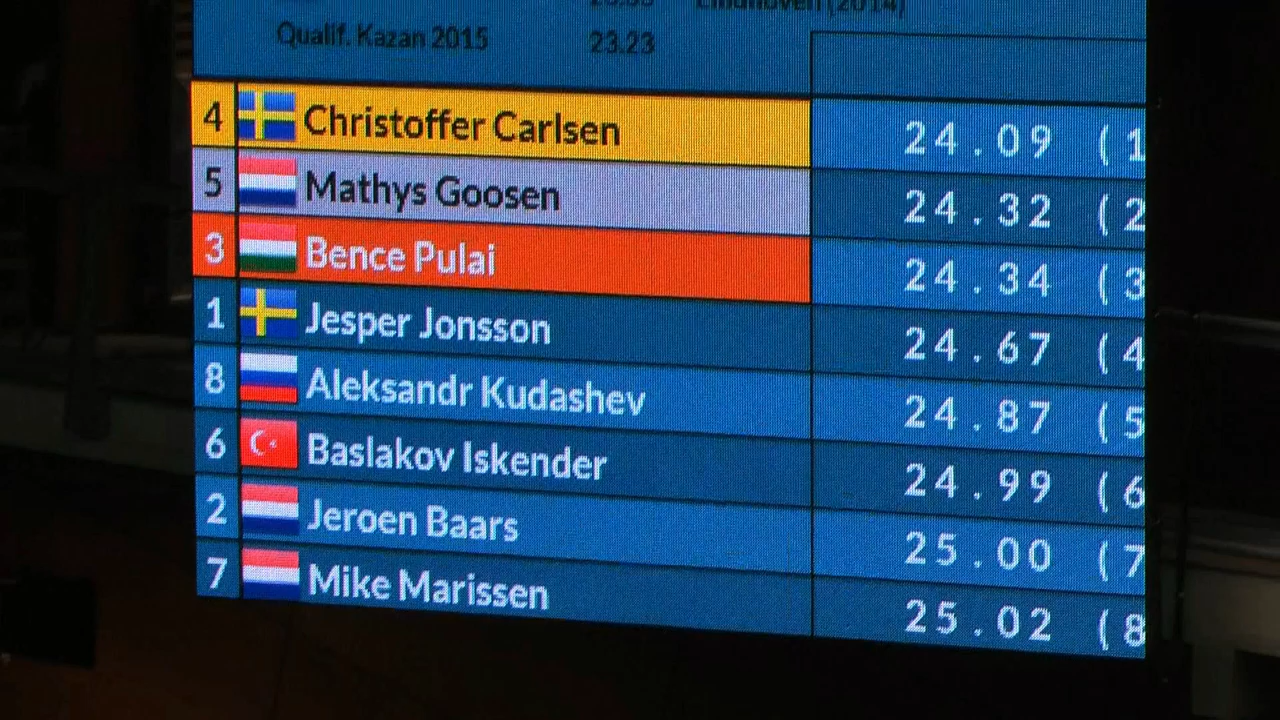 Eindhoven (2014)
Qualif. Kazan 2015 23.23
4 Christoffer Carlsen 24.09 (1
5 Mathys Goosen 24.32 (2
3 Bence Pulai 24.34 (3
1 Jesper Jonsson 24.67 (4
8 Aleksandr Kudashev 24.87 (5
6 Baslakov Iskender 24.99 (6
2 Jeroen Baars 25.00 (7
7 Mike Marissen 25.02 (8